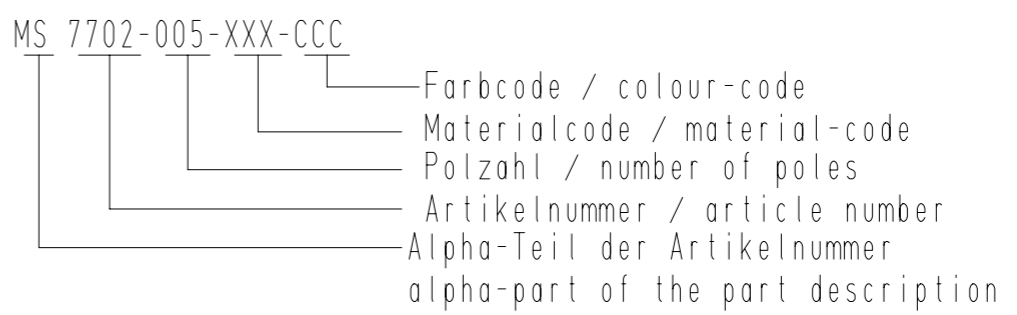 MS 7702-005-XXX-CCC
Farbcode / colour-code
Materialcode / material-code
Polzahl / number of poles
Artikelnummer / article number
Alpha-Teil der Artikelnummer
alpha-part of the part description